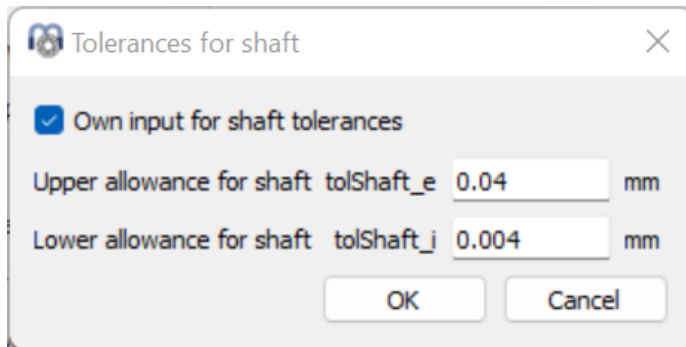 Tolerances for shaft
Own input for shaft tolerances
Upper allowance for shaft tolShaft_e 0.04 mm
Lower allowance for shaft tolShaft_i 0.004 mm
OK Cancel